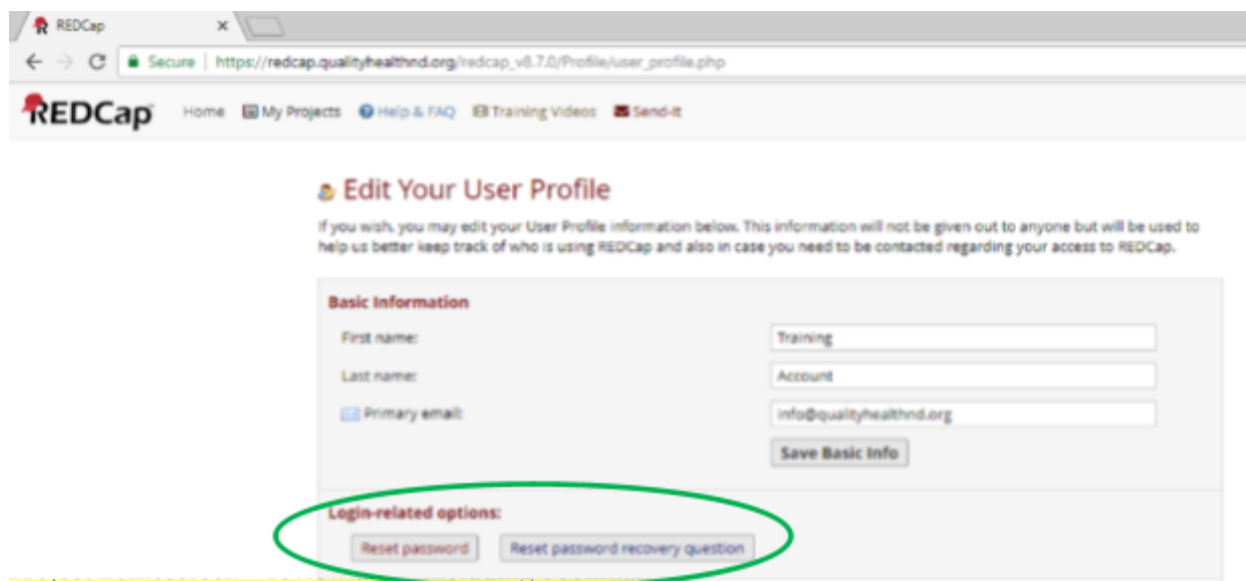 REDCap
Secure | https://redcap.qualityhealthnd.org/redcap_v8.7.0/Profile/user_profile.php
REDCap Home My Projects Help & FAQ Training Videos Send-It
Edit Your User Profile
If you wish, you may edit your User Profile information below. This information will not be given out to anyone but will be used to
help us better keep track of who is using REDCap and also in case you need to be contacted regarding your access to REDCap.
Basic Information
First name: Training
Last name: Account
Primary email: info@qualityhealthnd.org
Save Basic Info
Login-related options:
Reset password Reset password recovery question